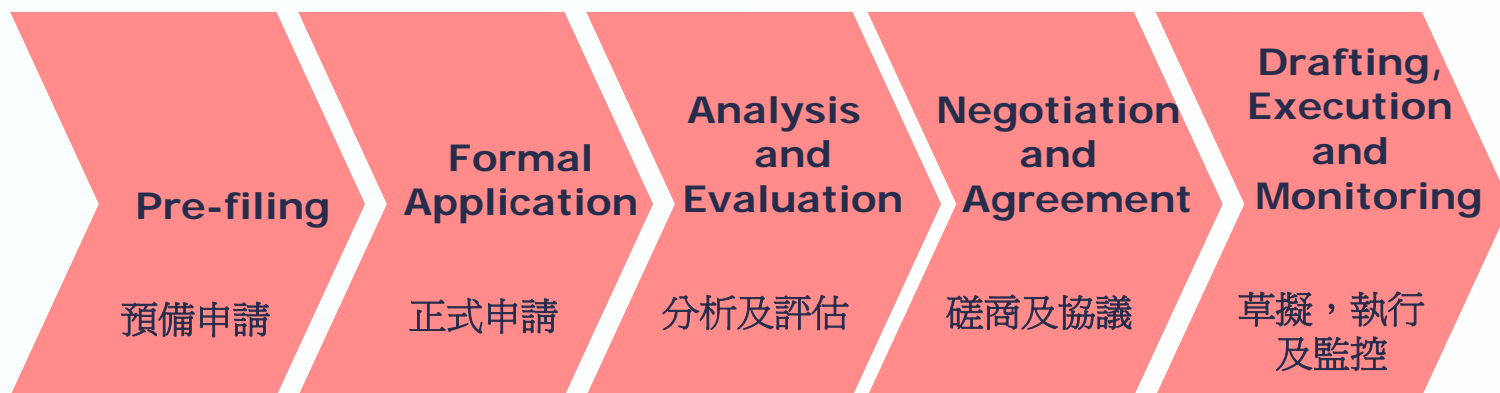 Pre-filing
預備申請
Formal
Application
正式申請
Analysis
and
Evaluation
分析及評估
Negotiation
and
Agreement
磋商及協議
Drafting,
Execution
and
Monitoring
草擬，執行
及監控